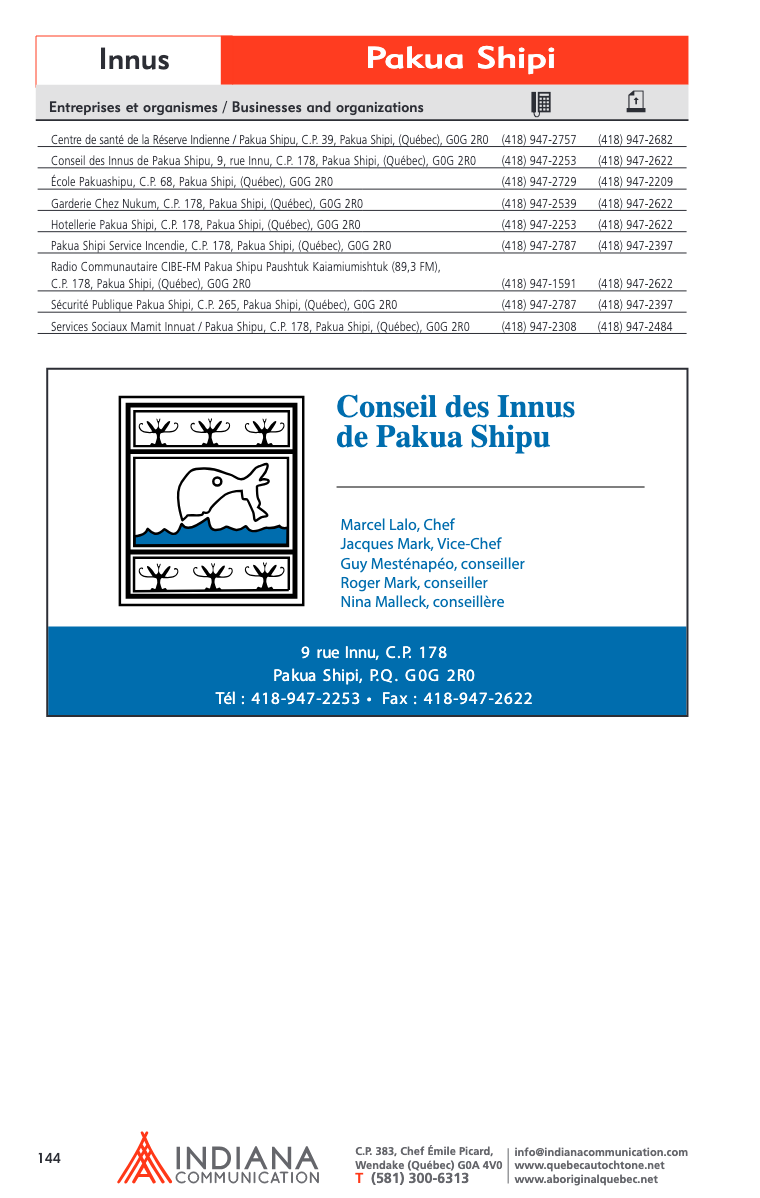 Innus
Pakua Shipi
Entreprises et organismes / Businesses and organizations
Centre de santé de la Réserve Indienne / Pakua Shipu, C.P. 39, Pakua Shipi, (Québec), G0G 2R0 (418) 947-2757 (418) 947-2682
Conseil des Innus de Pakua Shipu, 9, rue Innu, C.P. 178, Pakua Shipi, (Québec), G0G 2R0 (418) 947-2253 (418) 947-2622
École Pakuashipu, C.P. 68, Pakua Shipi, (Québec), G0G 2R0 (418) 947-2729 (418) 947-2209
Garderie Chez Nukum, C.P. 178, Pakua Shipi, (Québec), G0G 2R0 (418) 947-2539 (418) 947-2622
Hotellerie Pakua Shipi, C.P. 178, Pakua Shipi, (Québec), G0G 2R0 (418) 947-2253 (418) 947-2622
Pakua Shipi Service Incendie, C.P. 178, Pakua Shipi, (Québec), G0G 2R0 (418) 947-2787 (418) 947-2397
Radio Communautaire CIBE-FM Pakua Shipu Paushtuk Kaiamiumishtuk (89,3 FM),
C.P. 178, Pakua Shipi, (Québec), G0G 2R0 (418) 947-1591 (418) 947-2622
Sécurité Publique Pakua Shipi, C.P. 265, Pakua Shipi, (Québec), G0G 2R0 (418) 947-2787 (418) 947-2397
Services Sociaux Mamit Innuat / Pakua Shipu, C.P. 178, Pakua Shipi, (Québec), G0G 2R0 (418) 947-2308 (418) 947-2484
Conseil des Innus
de Pakua Shipu
Marcel Lalo, Chef
Jacques Mark, Vice-Chef
Guy Mesténapéo, conseiller
Roger Mark, conseiller
Nina Malleck, conseillère
9 rue Innu, C.P. 178
Pakua Shipi, P.Q. G0G 2R0
Tél : 418-947-2253 • Fax : 418-947-2622
144
INDIANA
COMMUNICATION
C.P. 383, Chef Émile Picard,
Wendake (Québec) G0A 4V0
T (581) 300-6313
info@indianacommunication.com
www.quebecautochtone.net
www.aboriginalquebec.net